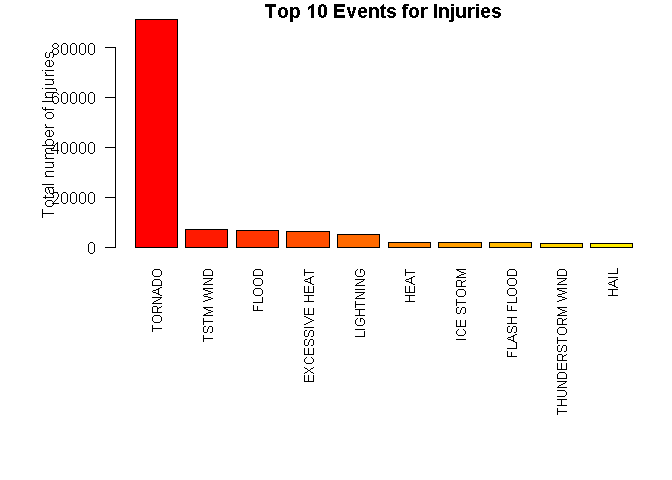 Top 10 Events for Injuries
Total number of Injuries
80000
60000
40000
20000
0
TORNADO
TSTM WIND
FLOOD
EXCESSIVE HEAT
LIGHTNING
HEAT
ICE STORM
FLASH FLOOD
THUNDERSTORM WIND
HAIL